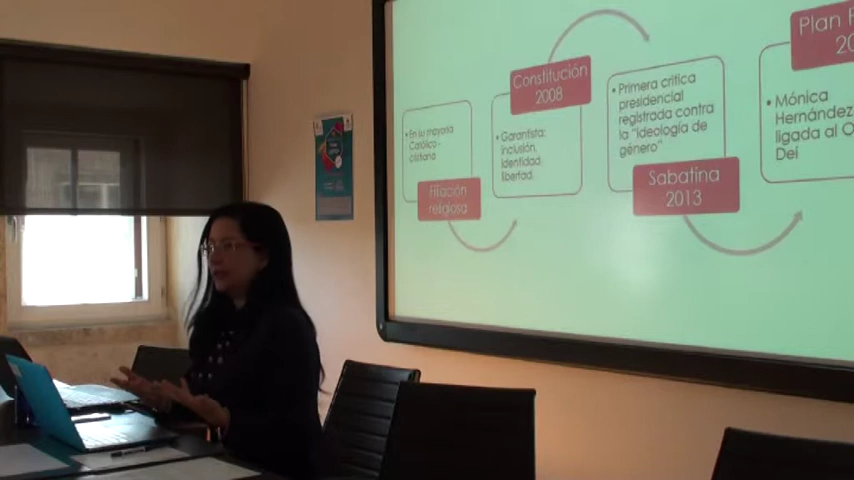 • En su mayoría
Católico -
cristiana
Filiación
religiosa
Constitución
2008
• Garantista:
inclusión,
identidad,
libertad.
• Primera critica
presidencial
registrada contra
la "ideología de
género"
Sabatina
2013
Plan
• Mónica
Hernández
ligada al
Dei